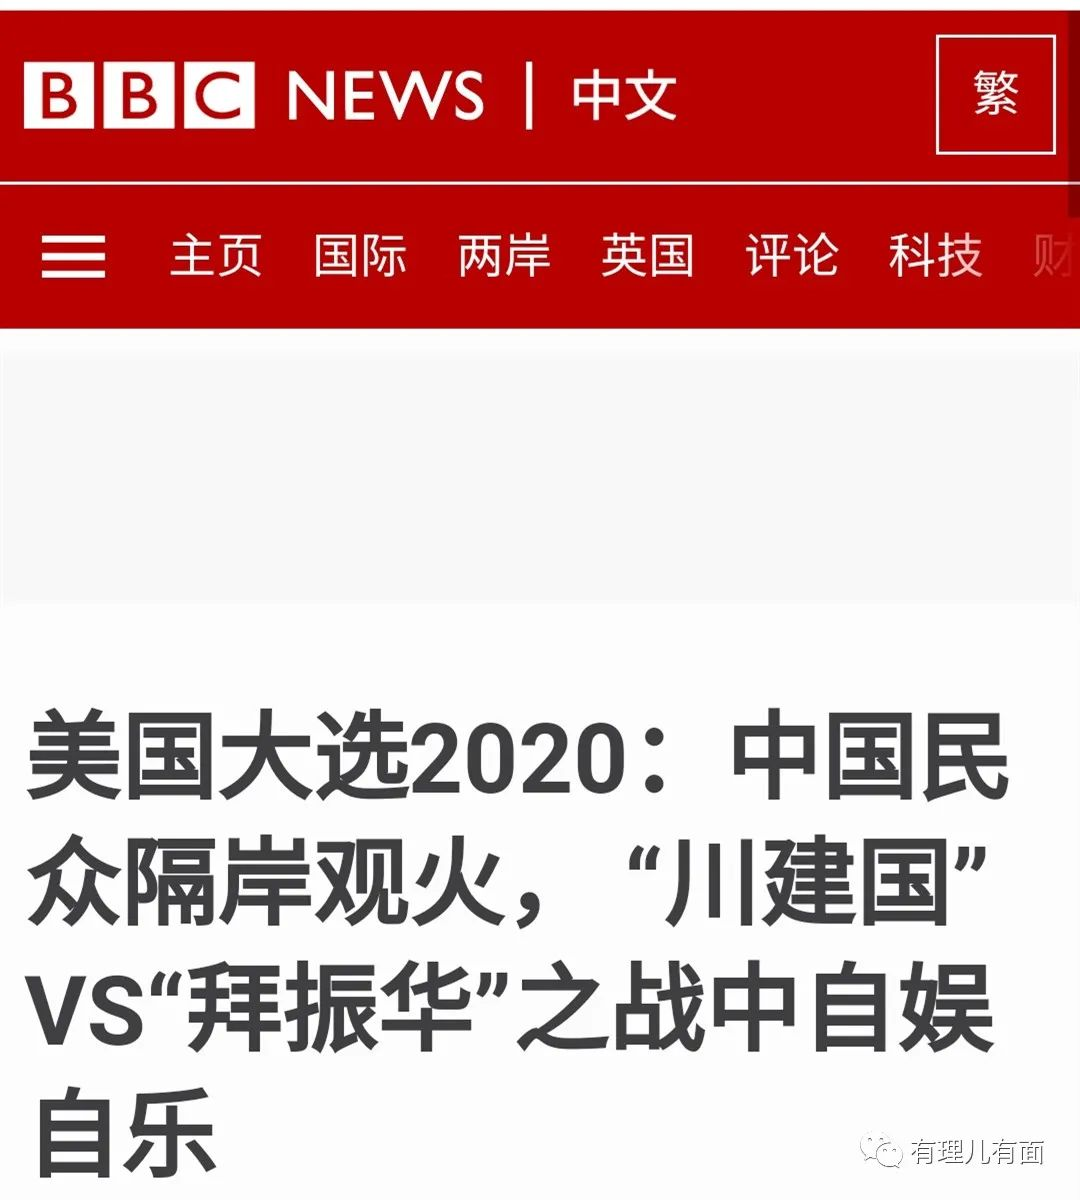 BBC NEWS | 中文
繁
主页 国际 两岸 英国 评论 科技 财
美国大选2020：中国民
众隔岸观火，“川建国”
VS“拜振华”之战中自娱
自乐
有理儿有面